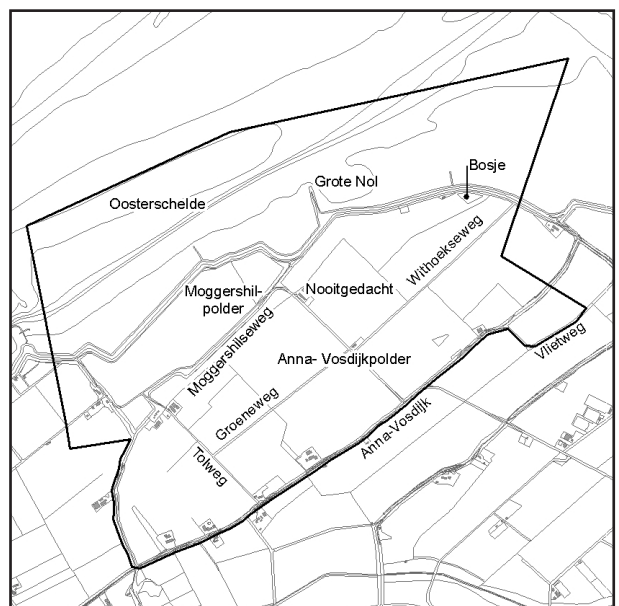 Bosje
Grote Nol
Oosterschelde
Withoekseweg
Moggershil-
polder
Nooitgedacht
Moggershilseweg
Anna- Vosdijkpolder
Vlietweg
Groeneweg
Anna-Vosdijk
Tolweg